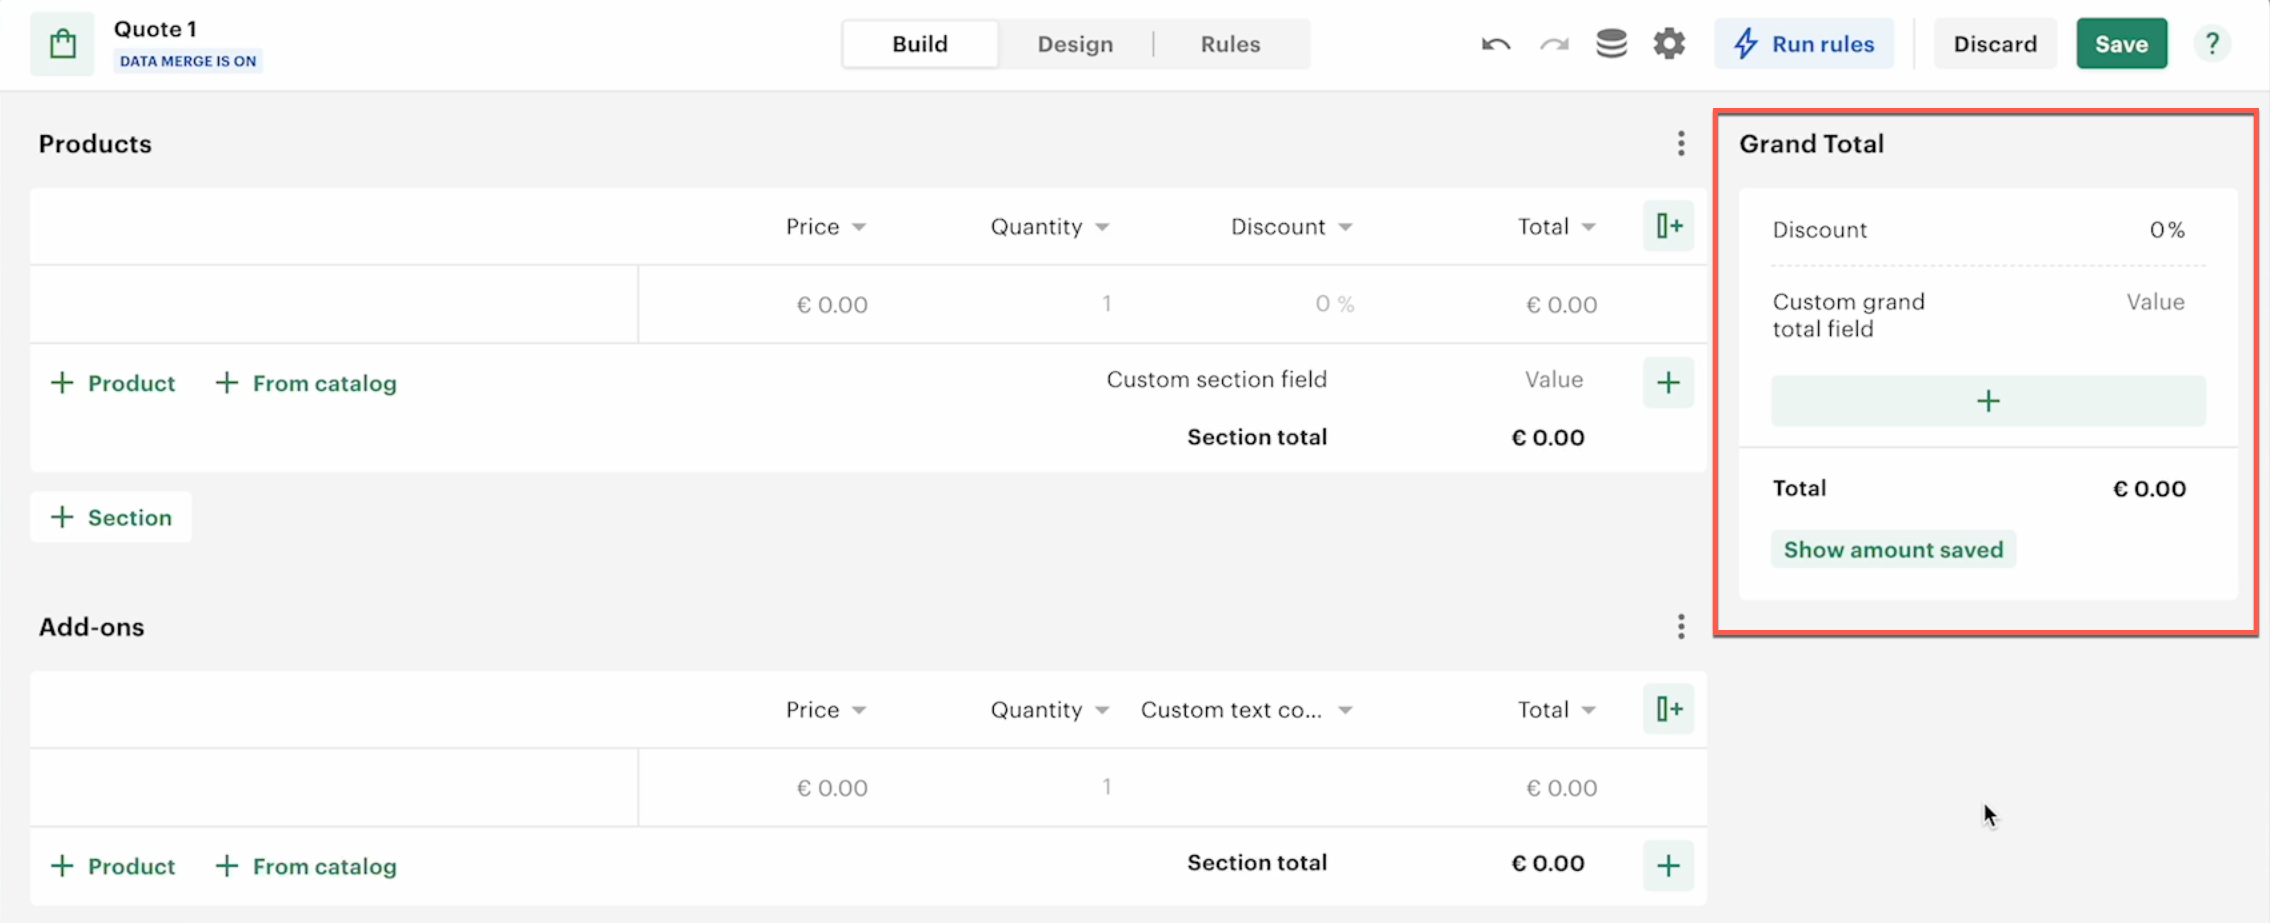 Quote 1
DATA MERGE IS ON
Build
Design
Rules
Run rules
Discard
Save
?
Products
Price
Quantity
Discount
Total
€ 0.00
1
0 %
€ 0.00
+ Product
+ From catalog
Custom section field
Value
+
Section total
€ 0.00
+ Section
Add-ons
Price
Quantity
Custom text co...
Total
€ 0.00
1
€ 0.00
+ Product
+ From catalog
Section total
€ 0.00
+
Grand Total
Discount
0%
Custom grand
total field
Value
+
Total
€ 0.00
Show amount saved